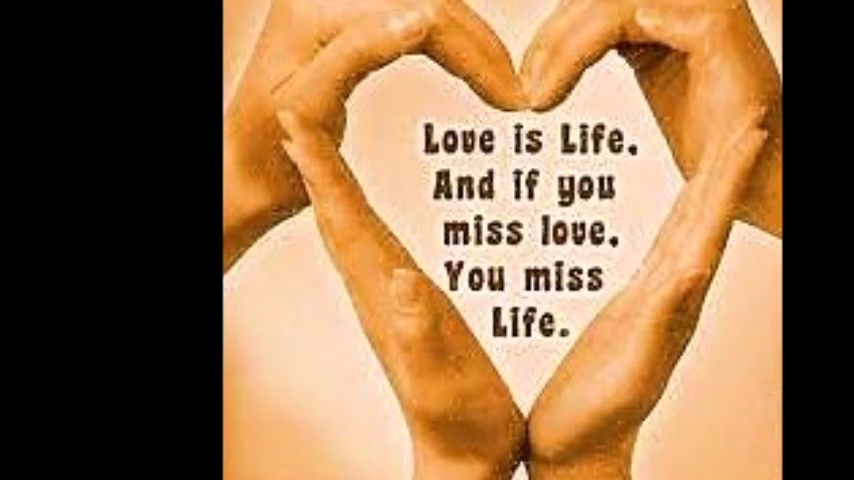 Love is Life.
And if you
miss love.
You miss
Life.